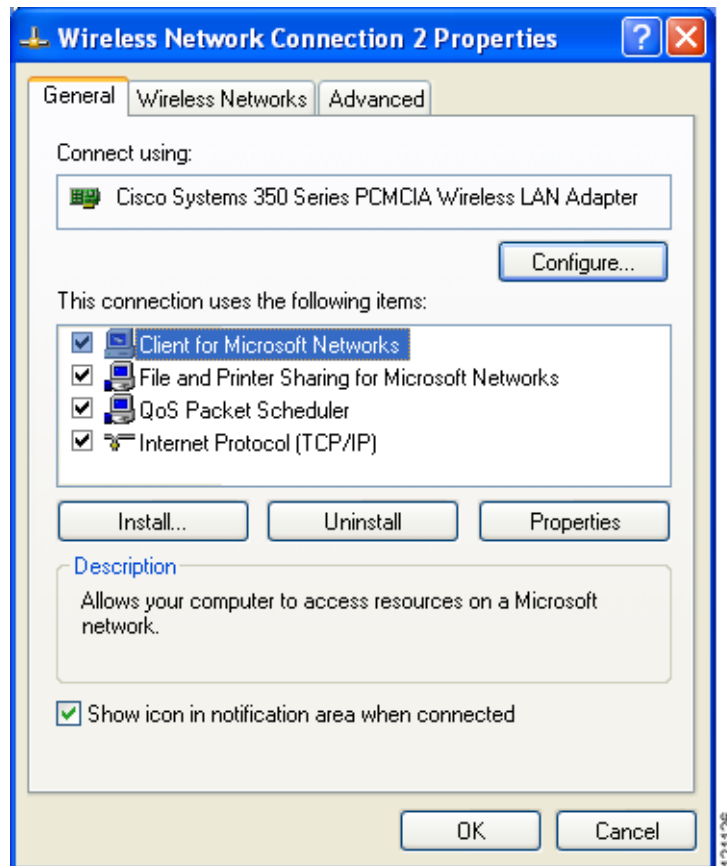 Wireless Network Connection 2 Properties
General
Wireless Networks
Advanced
Connect using:
Cisco Systems 350 Series PCMCIA Wireless LAN Adapter
Configure...
This connection uses the following items:
Client for Microsoft Networks
File and Printer Sharing for Microsoft Networks
QoS Packet Scheduler
Internet Protocol (TCP/IP)
Install...
Uninstall
Properties
Description
Allows your computer to access resources on a Microsoft
network.
Show icon in notification area when connected
OK
Cancel